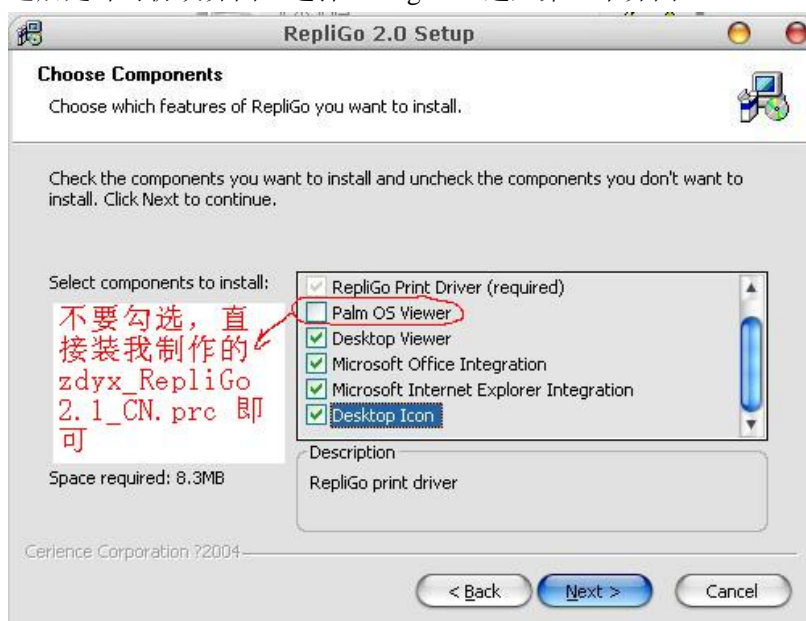 RepliGo 2.0 Setup
Choose Components
Choose which features of RepliGo you want to install.
Check the components you want to install and uncheck the components you don't want to
install. Click Next to continue.
Select components to install:
RepliGo Print Driver (required)
Palm OS Viewer
Desktop Viewer
Microsoft Office Integration
Microsoft Internet Explorer Integration
Desktop Icon
不要勾选，直
接装我制作的
zdyx_RepliGo
2.1_CN.prc 即
可
Space required: 8.3MB
Description
RepliGo print driver
Cerience Corporation ?2004
< Back
Next >
Cancel